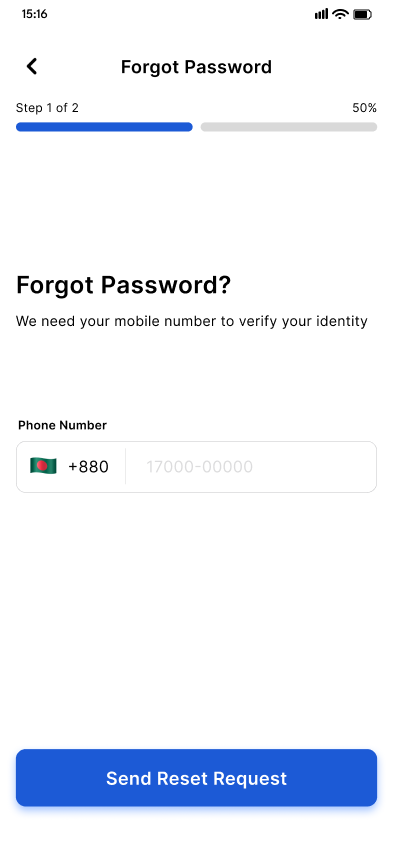 15:16
Forgot Password
Step 1 of 2 50%
Forgot Password?
We need your mobile number to verify your identity
Phone Number
+880 17000-00000
Send Reset Request